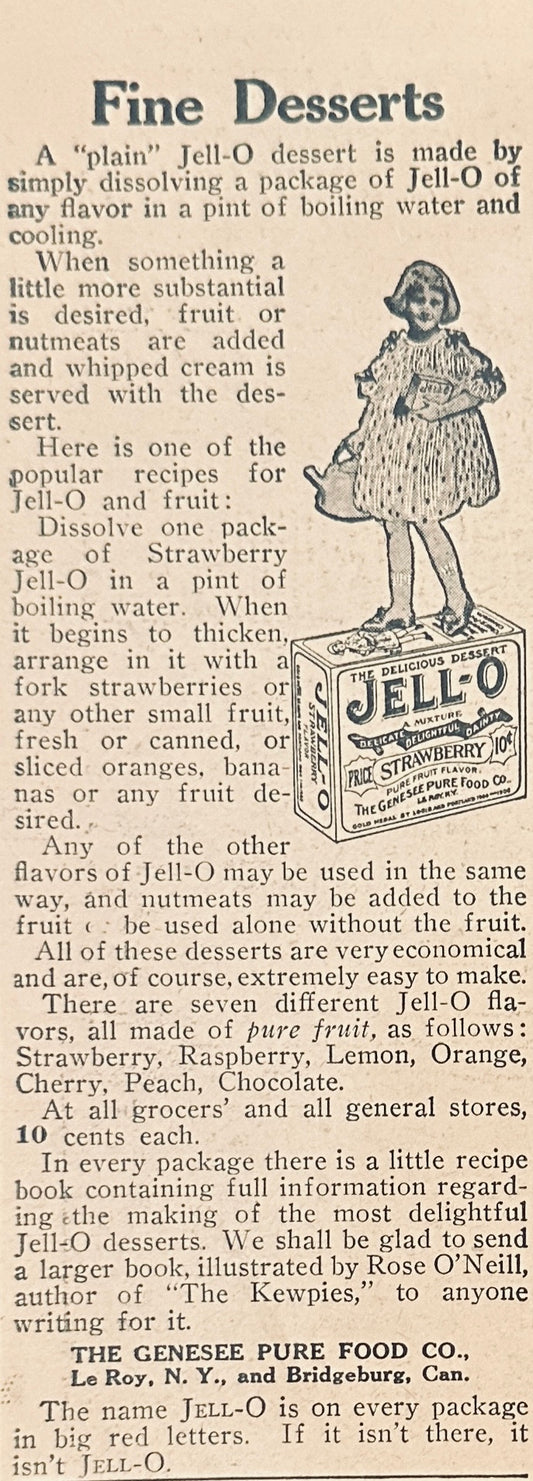 Fine Desserts
A “plain” Jell-O dessert is made by
simply dissolving a package of Jell-O of
any flavor in a pint of boiling water and
cooling.
When something a
little more substantial
is desired, fruit or
nutmeats are added
and whipped cream is
served with the des-
sert.
Here is one of the
popular recipes for
Jell-O and fruit:
Dissolve one pack-
age of Strawberry
Jell-O in a pint of
boiling water. When
it begins to thicken,
arrange in it with a
fork strawberries or
any other small fruit,
fresh or canned, or
sliced oranges, bana-
nas or any fruit de-
sired.
JELL-O
STRAWBERRY
FLAVOR
THE DELICIOUS DESSERT
JELL-O
A MIXTURE
DELICATE DELIGHTFUL DAINTY
PRICE STRAWBERRY 10¢
PURE FRUIT FLAVOR.
THE GENESEE PURE FOOD CO.
LE ROY, N.Y.
GOLD MEDAL ST LOUIS AND PORTLAND
Any of the other
flavors of Jell-O may be used in the same
way, and nutmeats may be added to the
fruit be used alone without the fruit.
All of these desserts are very economical
and are, of course, extremely easy to make.
There are seven different Jell-O fla-
vors, all made of pure fruit, as follows:
Strawberry, Raspberry, Lemon, Orange,
Cherry, Peach, Chocolate.
At all grocers’ and all general stores,
10 cents each.
In every package there is a little recipe
book containing full information regard-
ing the making of the most delightful
Jell-O desserts. We shall be glad to send
a larger book, illustrated by Rose O’Neill,
author of “The Kewpies,” to anyone
writing for it.
THE GENESEE PURE FOOD CO.,
Le Roy, N. Y., and Bridgeburg, Can.
The name JELL-O is on every package
in big red letters. If it isn’t there, it
isn’t JELL-O.